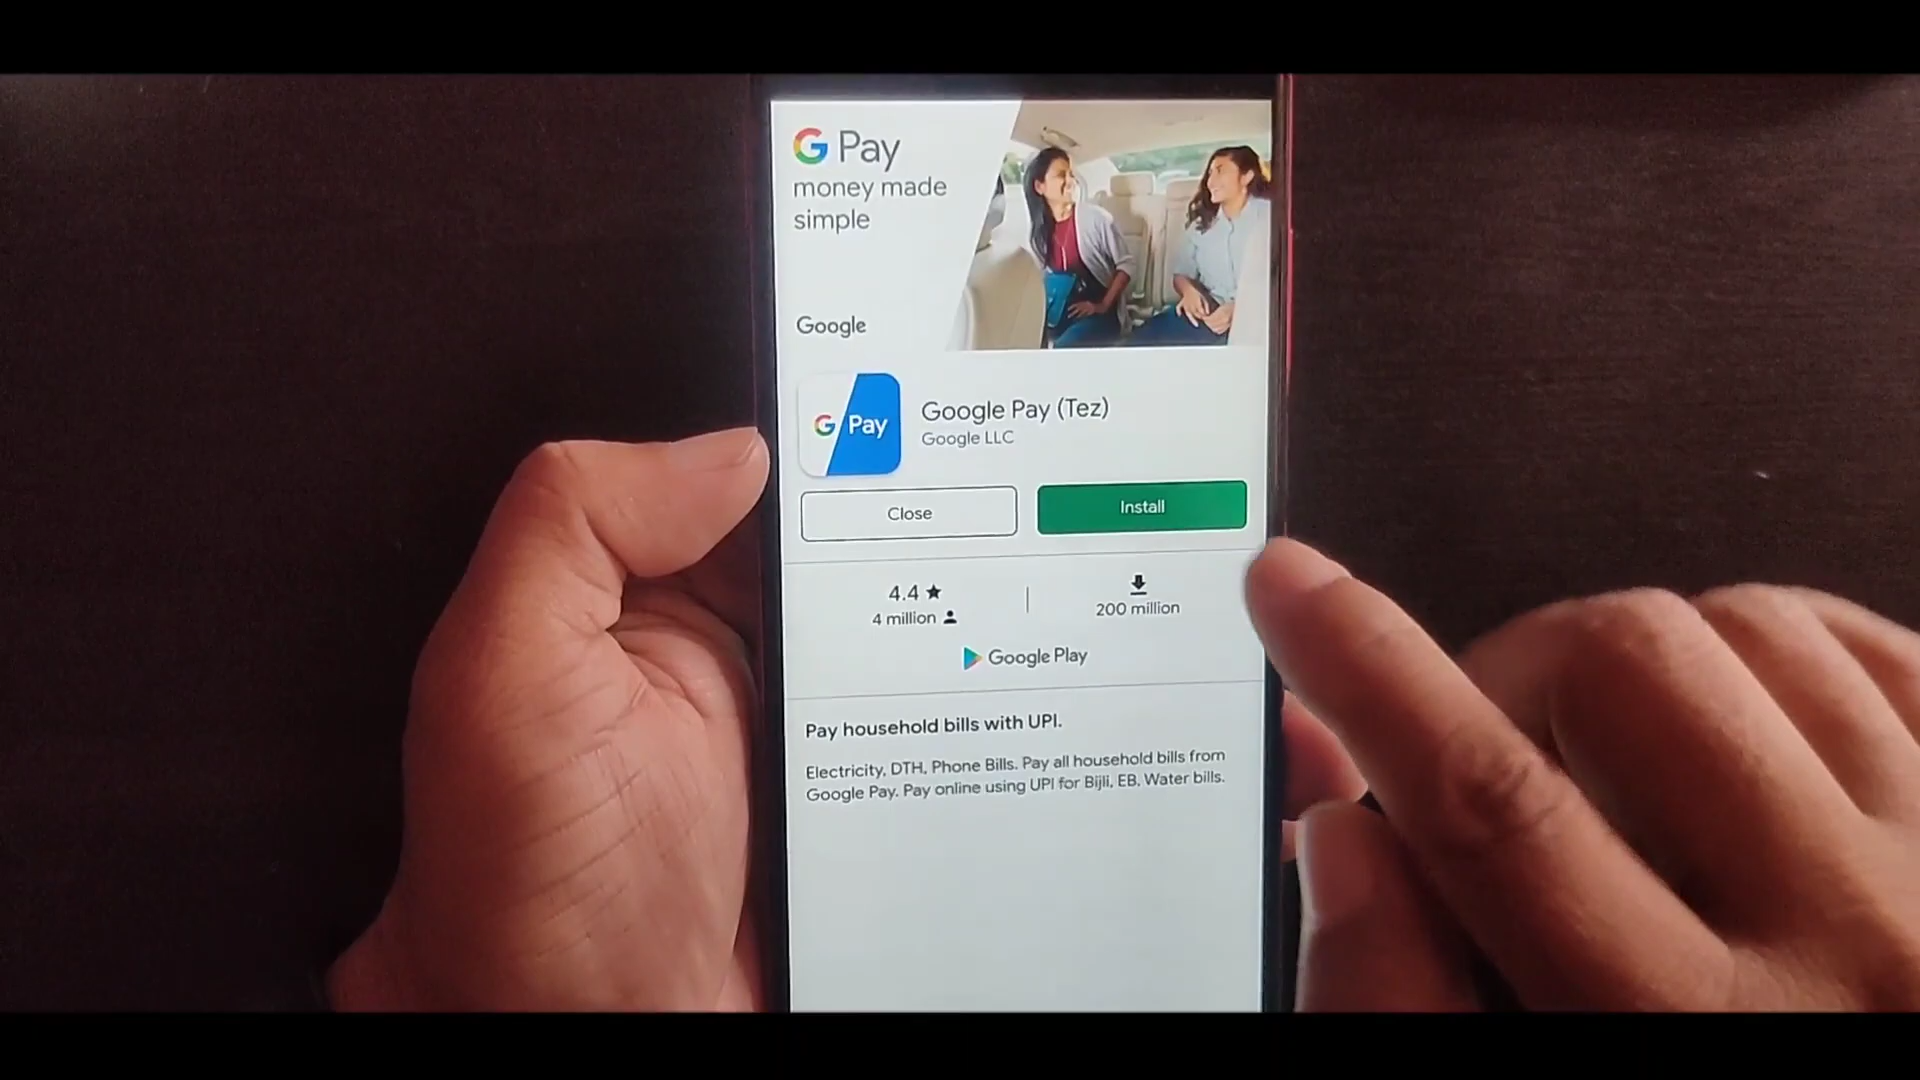 G Pay
money made
simple
Google
G Pay
Google Pay (Tez)
Google LLC
Close
Install
4.4 ★
4 million
200 million
Google Play
Pay household bills with UPI.
Electricity, DTH, Phone Bills. Pay all household bills from
Google Pay. Pay online using UPI for Bijli, EB, Water bills.